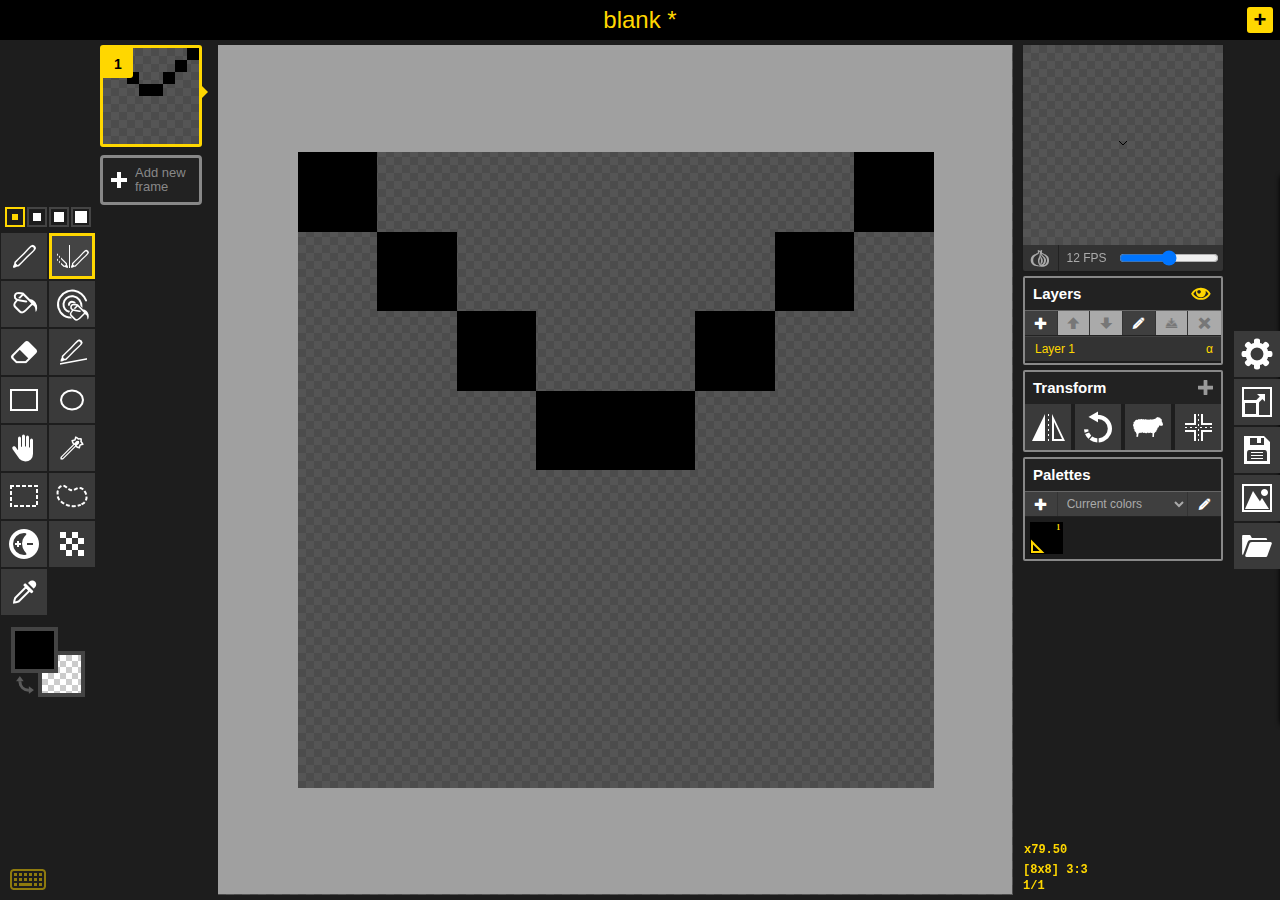 blank *
1
Add new
frame
12 FPS
Layers
Layer 1
α
Transform
Palettes
Current colors
1
x79.50
[8x8] 3:3
1/1